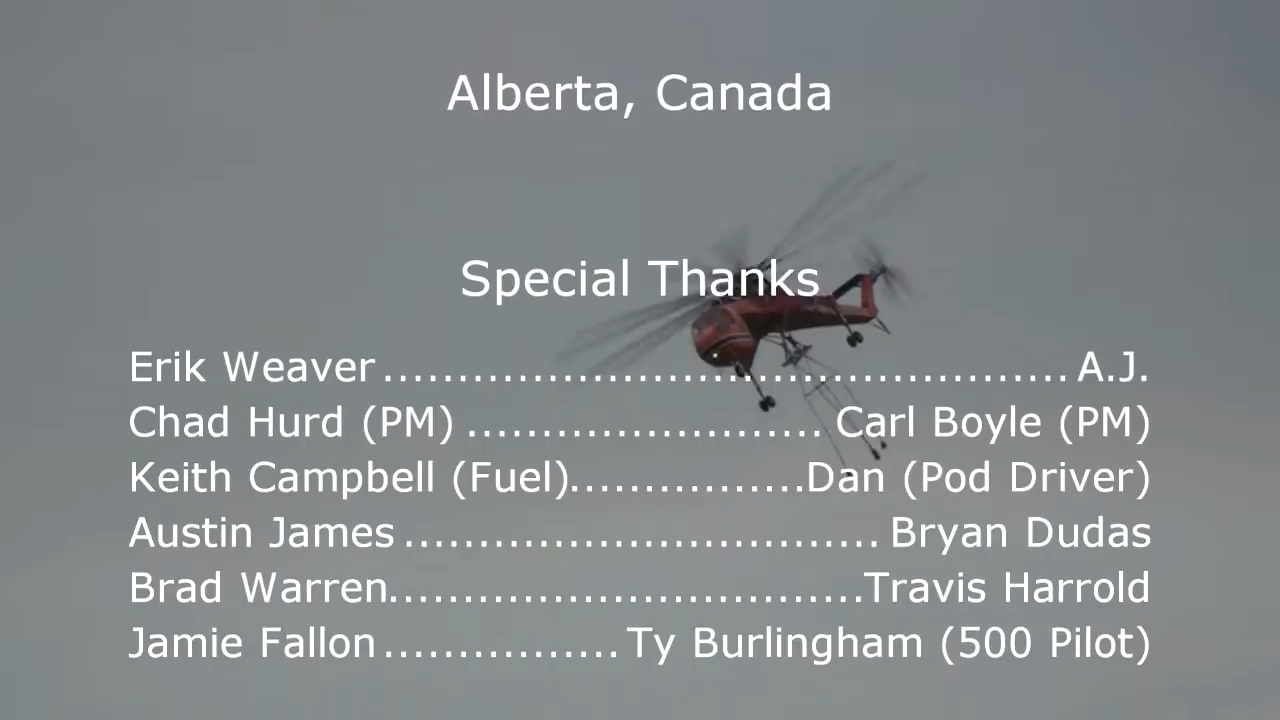 Alberta, Canada
Special Thanks
Erik Weaver .............................................. A.J.
Chad Hurd (PM) ........................ Carl Boyle (PM)
Keith Campbell (Fuel)................Dan (Pod Driver)
Austin James ................................ Bryan Dudas
Brad Warren................................Travis Harrold
Jamie Fallon ................ Ty Burlingham (500 Pilot)